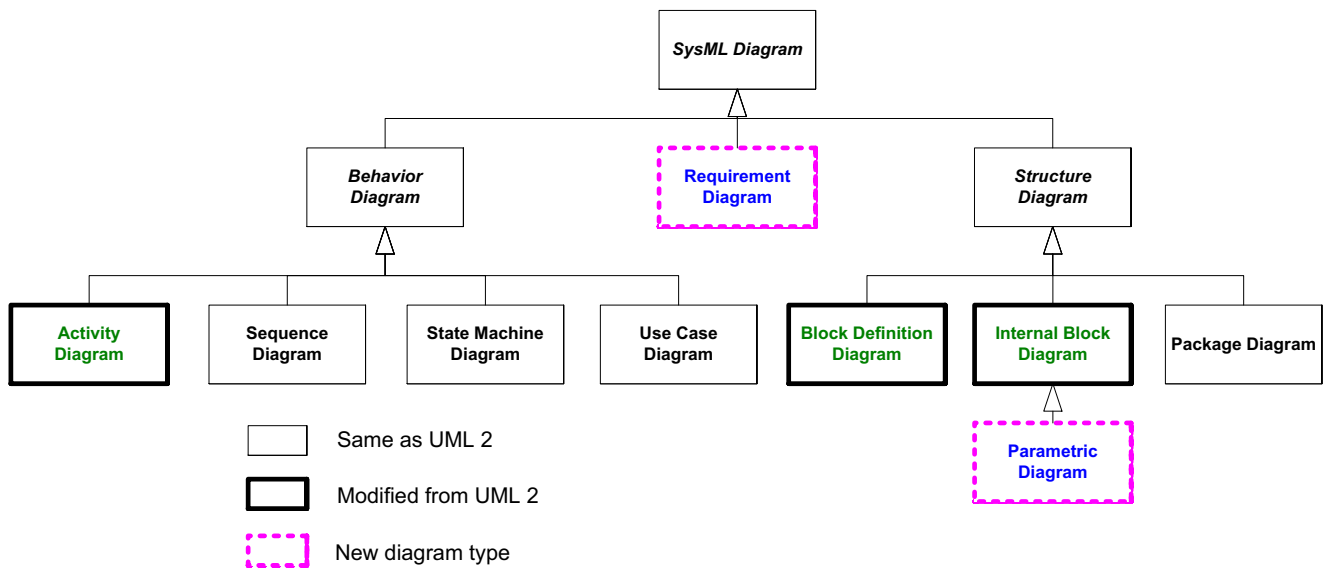 SysML Diagram
Behavior
Diagram
Requirement
Diagram
Structure
Diagram
Activity
Diagram
Sequence
Diagram
State Machine
Diagram
Use Case
Diagram
Block Definition
Diagram
Internal Block
Diagram
Package Diagram
Parametric
Diagram
Same as UML 2
Modified from UML 2
New diagram type